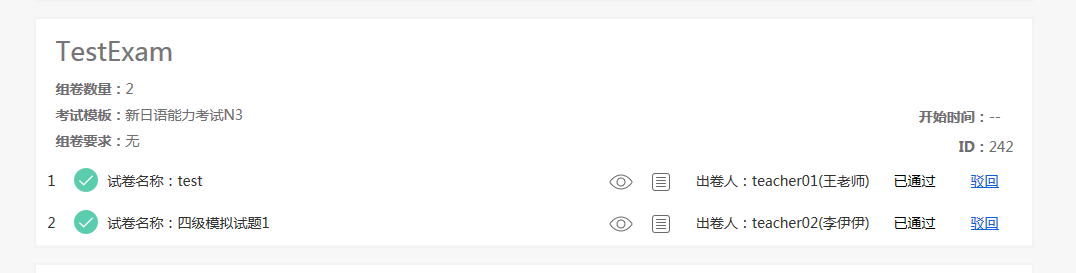 TestExam
组卷数量：2
考试模板：新日语能力考试N3
开始时间：--
组卷要求：无
ID：242
1 试卷名称：test 出卷人：teacher01(王老师) 已通过 驳回
2 试卷名称：四级模拟试题1 出卷人：teacher02(李伊伊) 已通过 驳回